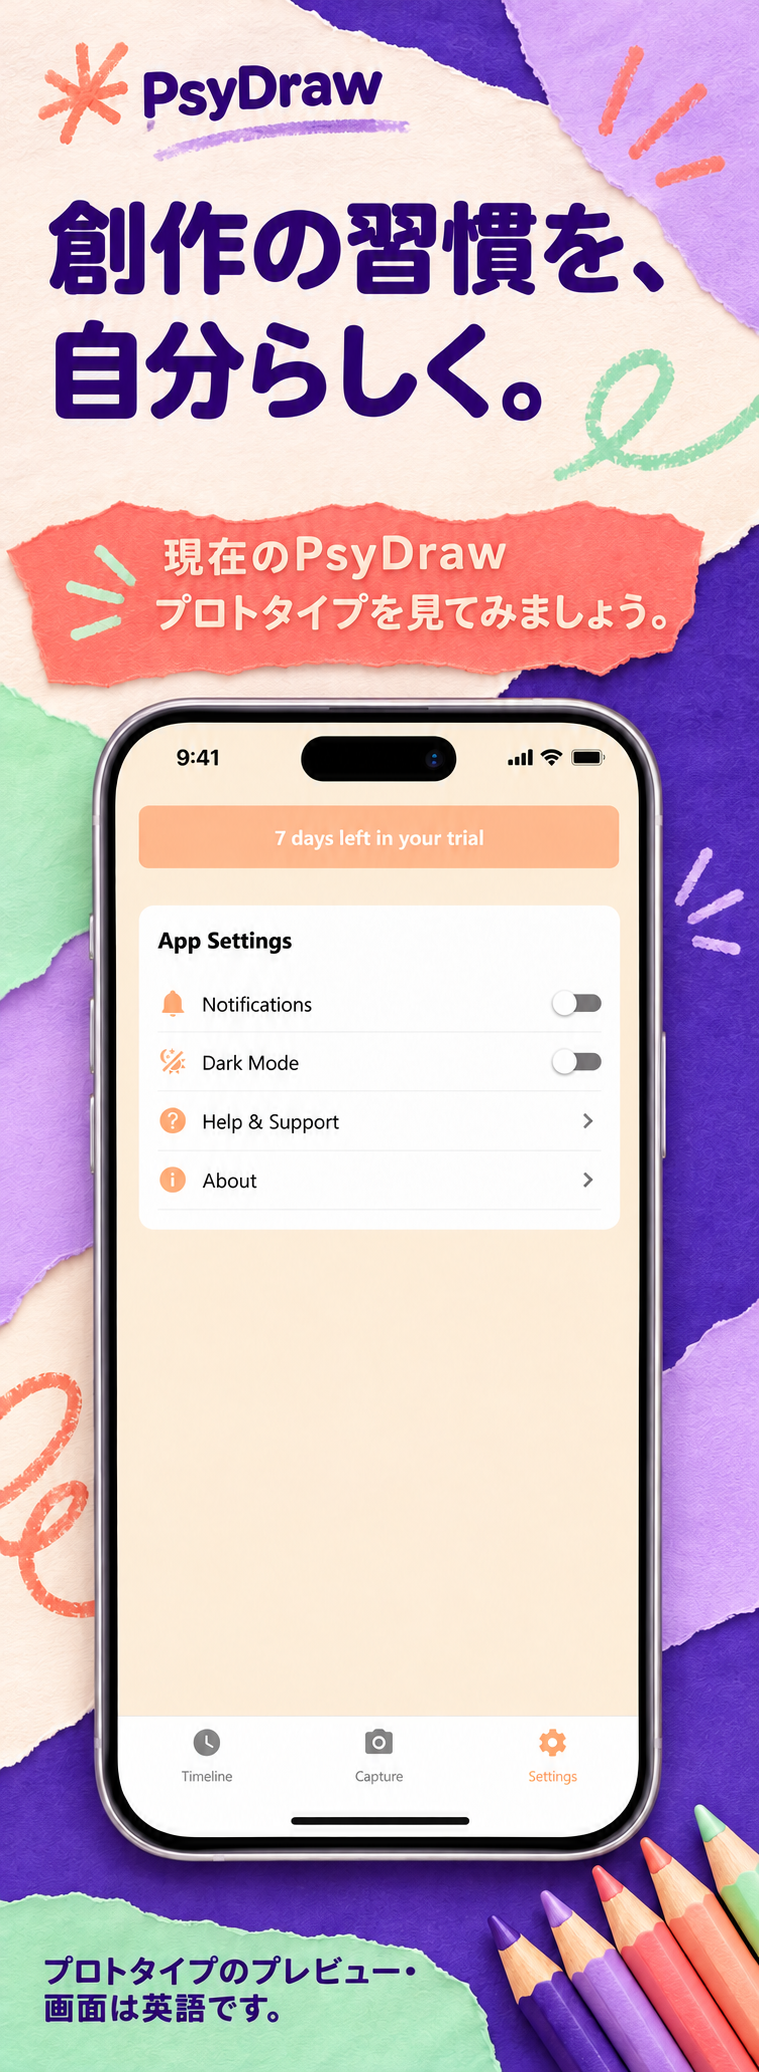 PsyDraw
創作の習慣を、
自分らしく。
現在のPsyDraw
プロトタイプを見てみましょう。
9:41
7 days left in your trial
App Settings
Notifications
Dark Mode
Help & Support
About
Timeline
Capture
Settings
プロトタイプのプレビュー・
画面は英語です。